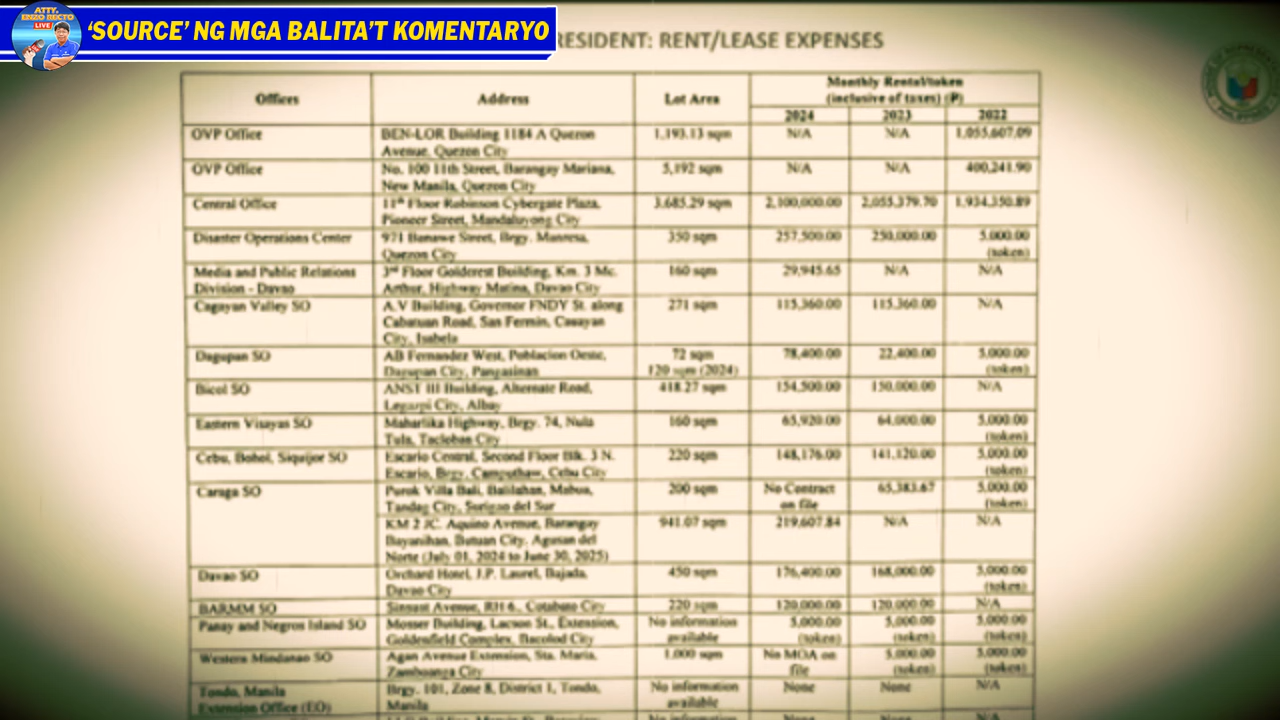 ATTY.
ENZO RECTO
LIVE
‘SOURCE’ NG MGA BALITA’T KOMENTARYO
RESIDENT: RENT/LEASE EXPENSES
Offices Address Lot Area Monthly Rental/token
(inclusive of taxes) (₱)
2024 2023 2022
OVP Office BEN-LOR Building 1184 A Quezon 1,193.13 sqm N/A N/A 1,055,607.09
Avenue, Quezon City
OVP Office No. 100 11th Street, Barangay Mariana, 5,192 sqm N/A N/A 400,241.90
New Manila, Quezon City
Central Office 11th Floor Robinson Cybergate Plaza, 3,685.29 sqm 2,100,000.00 2,055,379.70 1,934,350.89
Pioneer Street, Mandaluyong City
Disaster Operations Center 971 Banawe Street, Brgy. Manresa, 350 sqm 257,500.00 250,000.00 5,000.00
Quezon City (token)
Media and Public Relations 3rd Floor Goldcrest Building, Km. 3 Mc. 160 sqm 29,945.65 N/A N/A
Division - Davao Arthur, Highway Matina, Davao City
Cagayan Valley SO A.V Building, Governor FNDY St. along 271 sqm 115,360.00 115,360.00 N/A
Cabatuan Road, San Fermin, Cauayan
City, Isabela
Dagupan SO AB Fernandez West, Poblacion Oeste, 72 sqm 78,400.00 22,400.00 5,000.00
Dagupan City, Pangasinan 120 sqm (2024) (token)
Bicol SO ANST III Building, Alternate Road, 418.27 sqm 154,500.00 150,000.00 N/A
Legazpi City, Albay
Eastern Visayas SO Maharlika Highway, Brgy. 74, Nula 160 sqm 65,920.00 64,000.00 5,000.00
Tula, Tacloban City (token)
Cebu, Bohol, Siquijor SO Escario Central, Second Floor Blk. 3 N. 220 sqm 148,176.00 141,120.00 5,000.00
Escario, Brgy. Camputhaw, Cebu City (token)
Caraga SO Purok Villa Bali, Balilahan, Mabua, 200 sqm No Contract 65,383.67 5,000.00
Tandag City, Surigao del Sur on file (token)
KM 2 JC. Aquino Avenue, Barangay 941.07 sqm 219,607.84 N/A N/A
Bayanihan, Butuan City, Agusan del
Norte (July 01, 2024 to June 30, 2025)
Davao SO Orchard Hotel, J.P. Laurel, Bajada, 450 sqm 176,400.00 168,000.00 5,000.00
Davao City (token)
BARMM SO Sinsuat Avenue, RH 6., Cotabato City 220 sqm 120,000.00 120,000.00 N/A
Panay and Negros Island SO Mosser Building, Lacson St., Extension, No information 5,000.00 5,000.00 5,000.00
Goldenfield Complex, Bacolod City available (token) (token) (token)
Western Mindanao SO Agan Avenue Extension, Sta. Maria, 1,000 sqm No MOA on 5,000.00 5,000.00
Zamboanga City file (token) (token)
Tondo, Manila Brgy. 101, Zone 8, District 1, Tondo, No information None None N/A
Extension Office (EO) Manila available